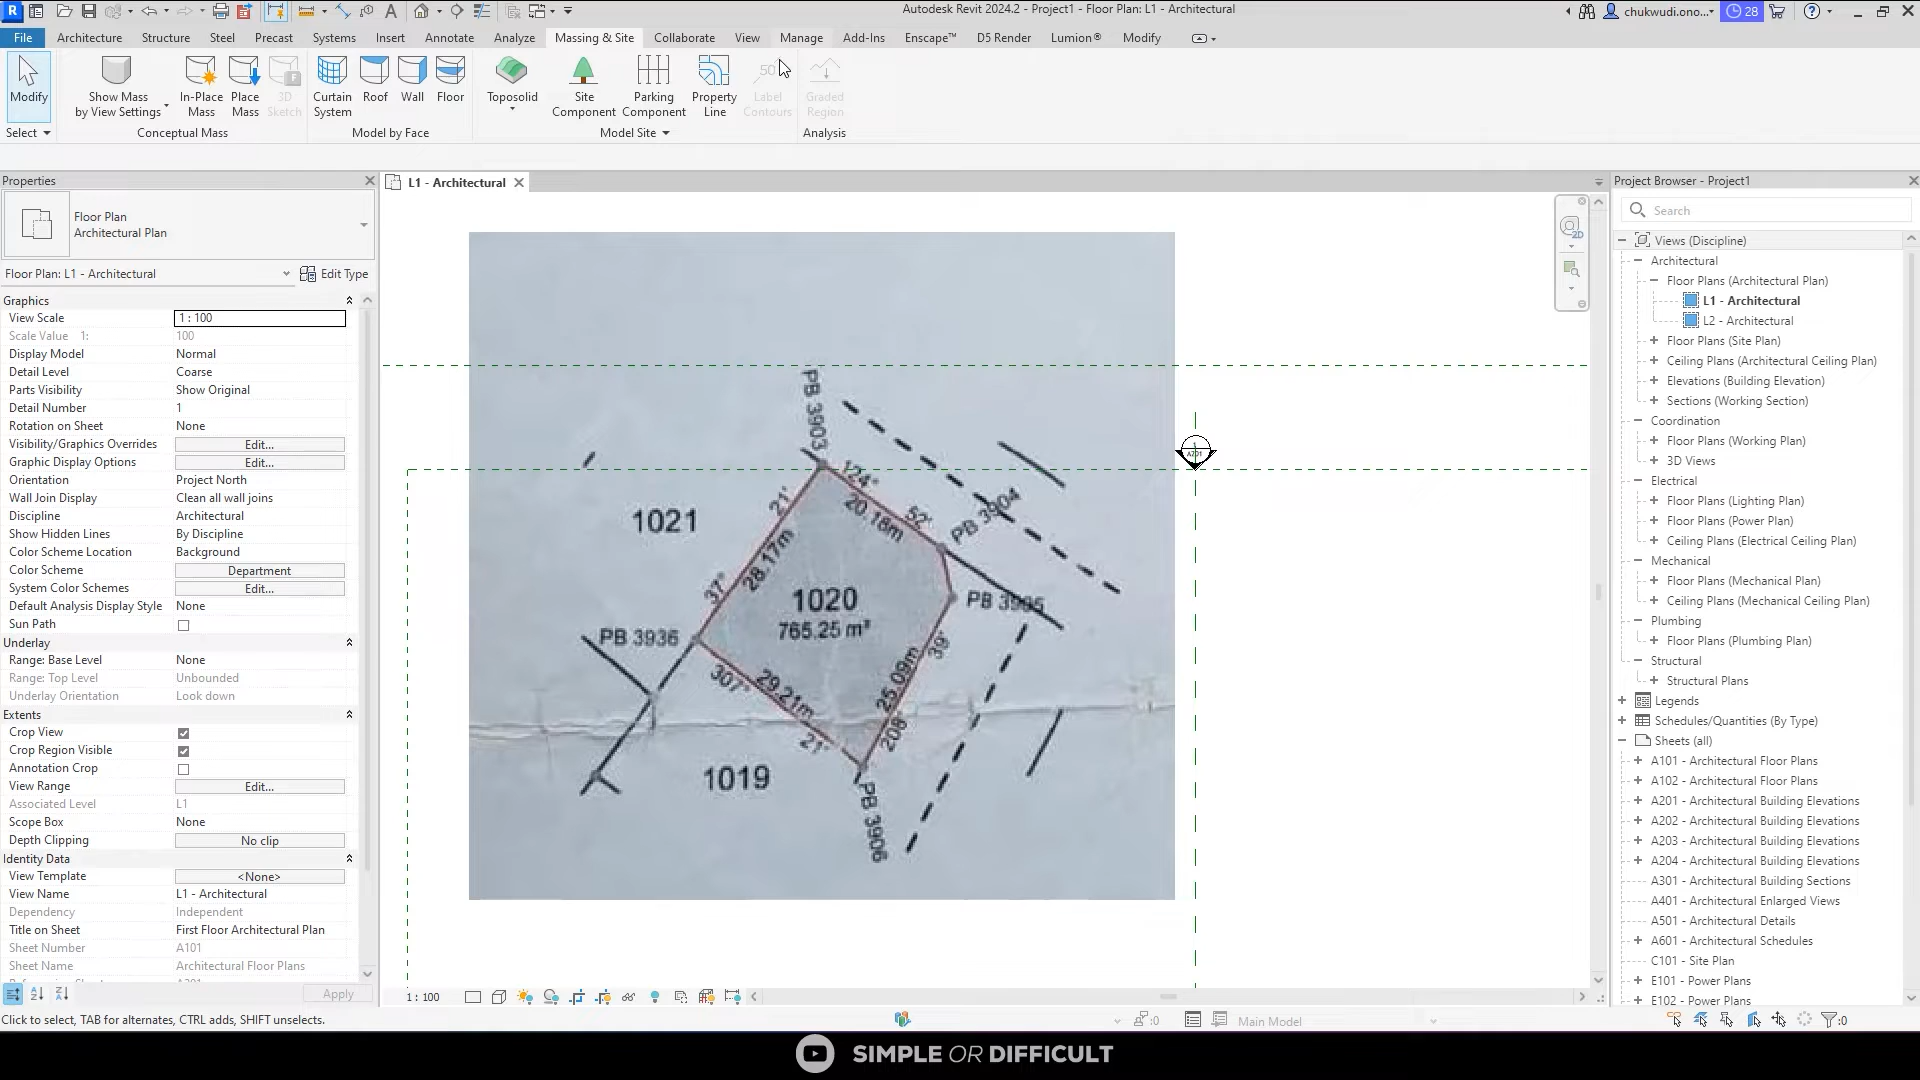 Autodesk Revit 2024.2 - Project1 - Floor Plan: L1 - Architectural
chukwudi.ono...
28
File Architecture Structure Steel Precast Systems Insert Annotate Analyze Massing & Site Collaborate View Manage Add-Ins Enscape™ D5 Render Lumion® Modify
Modify
Show Mass
by View Settings
In-Place
Mass
Place
Mass
3D
Sketch
Curtain
System
Roof
Wall
Floor
Toposolid
Site
Component
Parking
Component
Property
Line
Label
Contours
Graded
Region
Select
Conceptual Mass
Model by Face
Model Site
Analysis
Properties
Floor Plan
Architectural Plan
Floor Plan: L1 - Architectural
Edit Type
Graphics
View Scale 1 : 100
Scale Value 1: 100
Display Model Normal
Detail Level Coarse
Parts Visibility Show Original
Detail Number 1
Rotation on Sheet None
Visibility/Graphics Overrides Edit...
Graphic Display Options Edit...
Orientation Project North
Wall Join Display Clean all wall joins
Discipline Architectural
Show Hidden Lines By Discipline
Color Scheme Location Background
Color Scheme Department
System Color Schemes Edit...
Default Analysis Display Style None
Sun Path
Underlay
Range: Base Level None
Range: Top Level Unbounded
Underlay Orientation Look down
Extents
Crop View
Crop Region Visible
Annotation Crop
View Range Edit...
Associated Level L1
Scope Box None
Depth Clipping No clip
Identity Data
View Template <None>
View Name L1 - Architectural
Dependency Independent
Title on Sheet First Floor Architectural Plan
Sheet Number A101
Sheet Name Architectural Floor Plans
Apply
L1 - Architectural
PB 3903
124°
20.18m
52'
PB 3904
21'
28.17m
37°
1021
1020
765.25 m²
PB 3905
PB 3936
39'
25.09m
208°
307°
29.21m
21'
1019
PB 3906
1 : 100
Project Browser - Project1
Search
Views (Discipline)
Architectural
Floor Plans (Architectural Plan)
L1 - Architectural
L2 - Architectural
Floor Plans (Site Plan)
Ceiling Plans (Architectural Ceiling Plan)
Elevations (Building Elevation)
Sections (Working Section)
Coordination
Floor Plans (Working Plan)
3D Views
Electrical
Floor Plans (Lighting Plan)
Floor Plans (Power Plan)
Ceiling Plans (Electrical Ceiling Plan)
Mechanical
Floor Plans (Mechanical Plan)
Ceiling Plans (Mechanical Ceiling Plan)
Plumbing
Floor Plans (Plumbing Plan)
Structural
Structural Plans
Legends
Schedules/Quantities (By Type)
Sheets (all)
A101 - Architectural Floor Plans
A102 - Architectural Floor Plans
A201 - Architectural Building Elevations
A202 - Architectural Building Elevations
A203 - Architectural Building Elevations
A204 - Architectural Building Elevations
A301 - Architectural Building Sections
A401 - Architectural Enlarged Views
A501 - Architectural Details
A601 - Architectural Schedules
C101 - Site Plan
E101 - Power Plans
E102 - Power Plans
Click to select, TAB for alternates, CTRL adds, SHIFT unselects.
:0
Main Model
:0
SIMPLE OR DIFFICULT